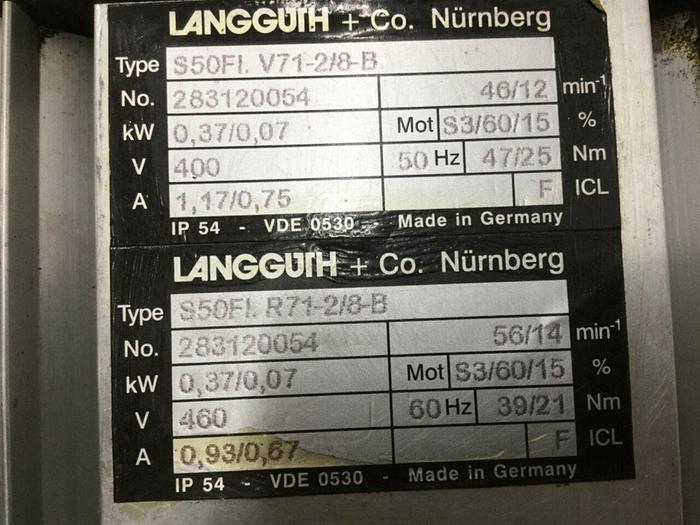 LANGGUTH + Co. Nürnberg
Type S50Fl. V71-2/8-B
No. 283120054 46/12 min-1
kW 0,37/0,07 Mot S3/60/15 %
V 400 50 Hz 47/25 Nm
A 1,17/0,75 F ICL
IP 54 - VDE 0530 - Made in Germany
LANGGUTH + Co. Nürnberg
Type S50Fl. R71-2/8-B
No. 283120054 56/14 min-1
kW 0,37/0,07 Mot S3/60/15 %
V 460 60 Hz 39/21 Nm
A 0,93/0,67 F ICL
IP 54 - VDE 0530 - Made in Germany